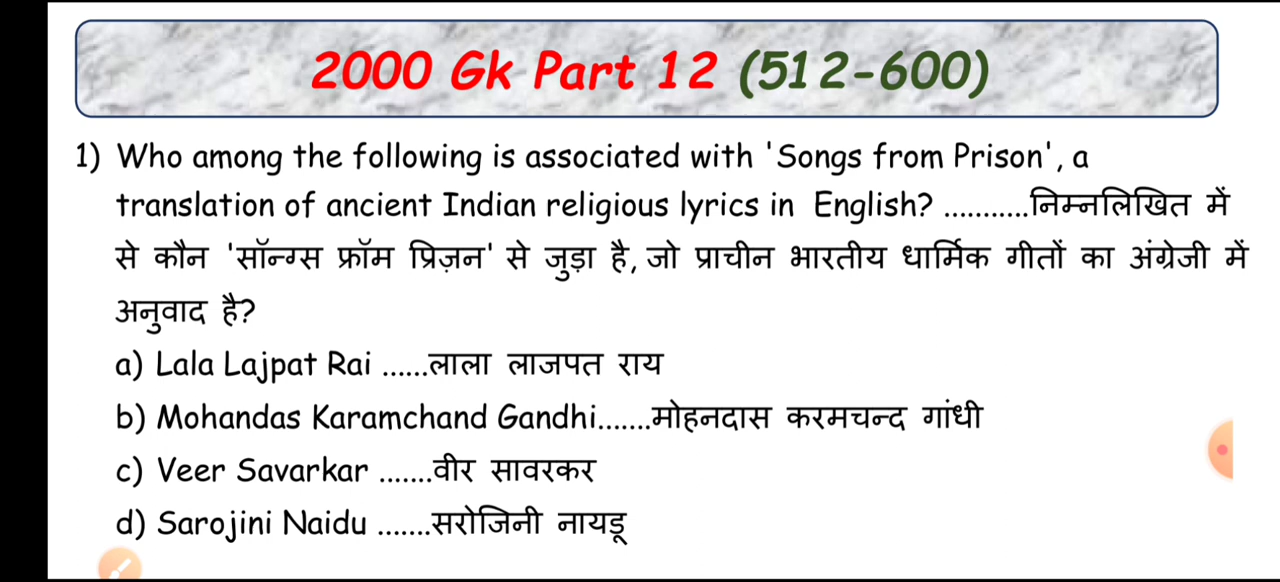 2000 Gk Part 12 (512-600)
1) Who among the following is associated with 'Songs from Prison', a
translation of ancient Indian religious lyrics in English? ...........निम्नलिखित में
से कौन 'सॉन्ग्स फ्रॉम प्रिज़न' से जुड़ा है, जो प्राचीन भारतीय धार्मिक गीतों का अंग्रेजी में
अनुवाद है?
a) Lala Lajpat Rai ......लाला लाजपत राय
b) Mohandas Karamchand Gandhi.......मोहनदास करमचन्द गांधी
c) Veer Savarkar .......वीर सावरकर
d) Sarojini Naidu .......सरोजिनी नायडू